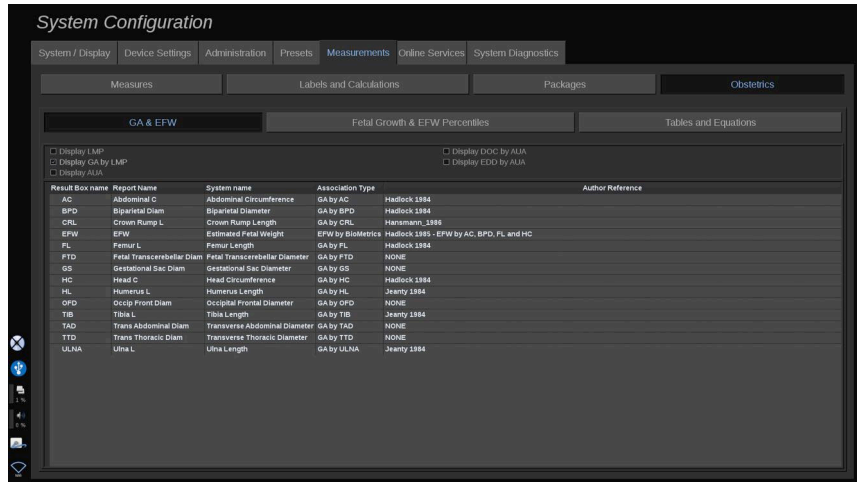 System Configuration
System / Display Device Settings Administration Presets Measurements Online Services System Diagnostics
Measures Labels and Calculations Packages Obstetrics
GA & EFW Fetal Growth & EFW Percentiles Tables and Equations
Display LMP Display DOC by AUA
Display GA by LMP Display EDD by AUA
Display AUA
Result Box name Report Name System name Association Type Author Reference
AC Abdominal C Abdominal Circumference GA by AC Hadlock 1984
BPD Biparietal Diam Biparietal Diameter GA by BPD Hadlock 1984
CRL Crown Rump L Crown Rump Length GA by CRL Hansmann_1986
EFW EFW Estimated Fetal Weight EFW by BioMetrics Hadlock 1985 - EFW by AC, BPD, FL and HC
FL Femur L Femur Length GA by FL Hadlock 1984
FTD Fetal Transcerebellar Diam Fetal Transcerebellar Diameter GA by FTD NONE
GS Gestational Sac Diam Gestational Sac Diameter GA by GS NONE
HC Head C Head Circumference GA by HC Hadlock 1984
HL Humerus L Humerus Length GA by HL Jeanty 1984
OFD Occip Front Diam Occipital Frontal Diameter GA by OFD NONE
TIB Tibia L Tibia Length GA by TIB Jeanty 1984
TAD Trans Abdominal Diam Transverse Abdominal Diameter GA by TAD NONE
TTD Trans Thoracic Diam Transverse Thoracic Diameter GA by TTD NONE
ULNA Ulna L Ulna Length GA by ULNA Jeanty 1984
1 %
0 %